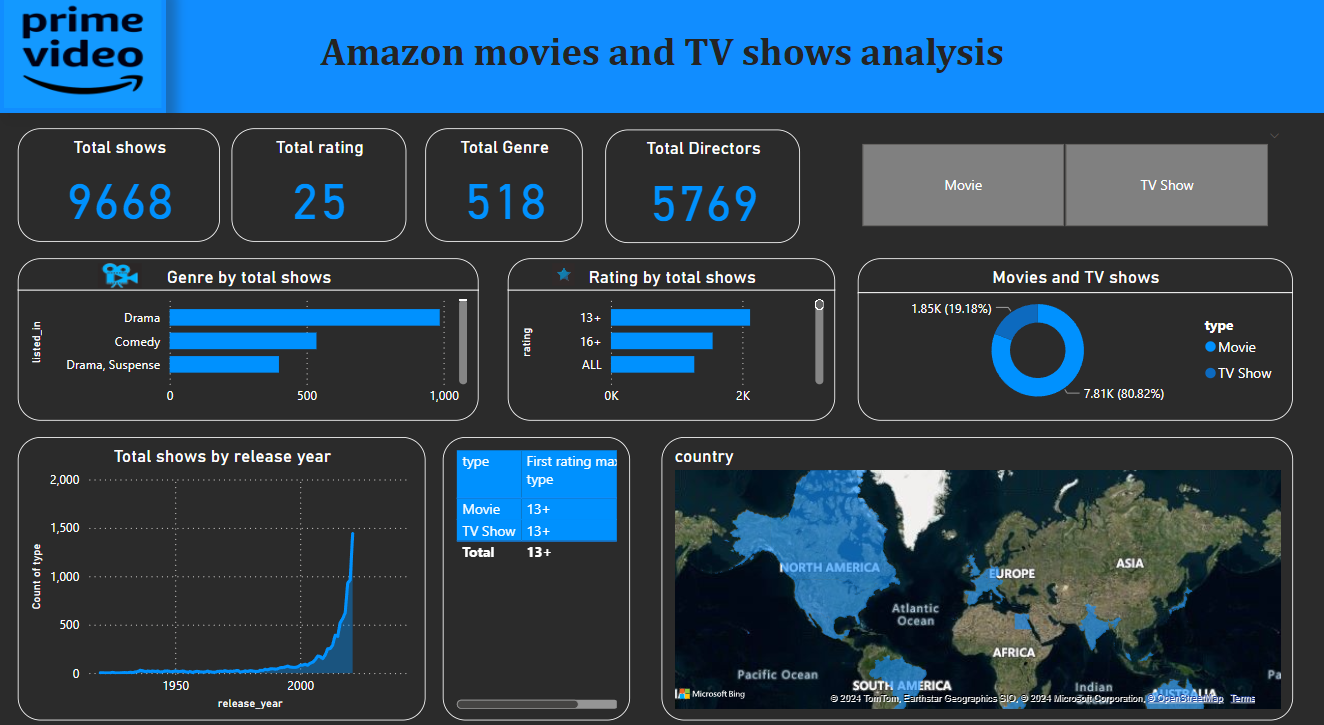 prime
video
Amazon movies and TV shows analysis
Total shows
9668
Total rating
25
Total Genre
518
Total Directors
5769
Movie
TV Show
Genre by total shows
listed_in
Drama
Comedy
Drama, Suspense
0
500
1,000
Rating by total shows
rating
13+
16+
ALL
0K
2K
Movies and TV shows
1.85K (19.18%)
7.81K (80.82%)
type
Movie
TV Show
Total shows by release year
Count of type
2,000
1,500
1,000
500
0
1950
2000
release_year
type
First rating max
type
Movie
13+
TV Show
13+
Total
13+
country
NORTH AMERICA
EUROPE
ASIA
Atlantic
Ocean
AFRICA
Pacific Ocean
SOUTH AMERICA
Indian
Ocean
AUSTRALIA
Pa
Microsoft Bing
© 2024 TomTom, Earthstar Geographics SIO, © 2024 Microsoft Corporation, © OpenStreetMap
Terms